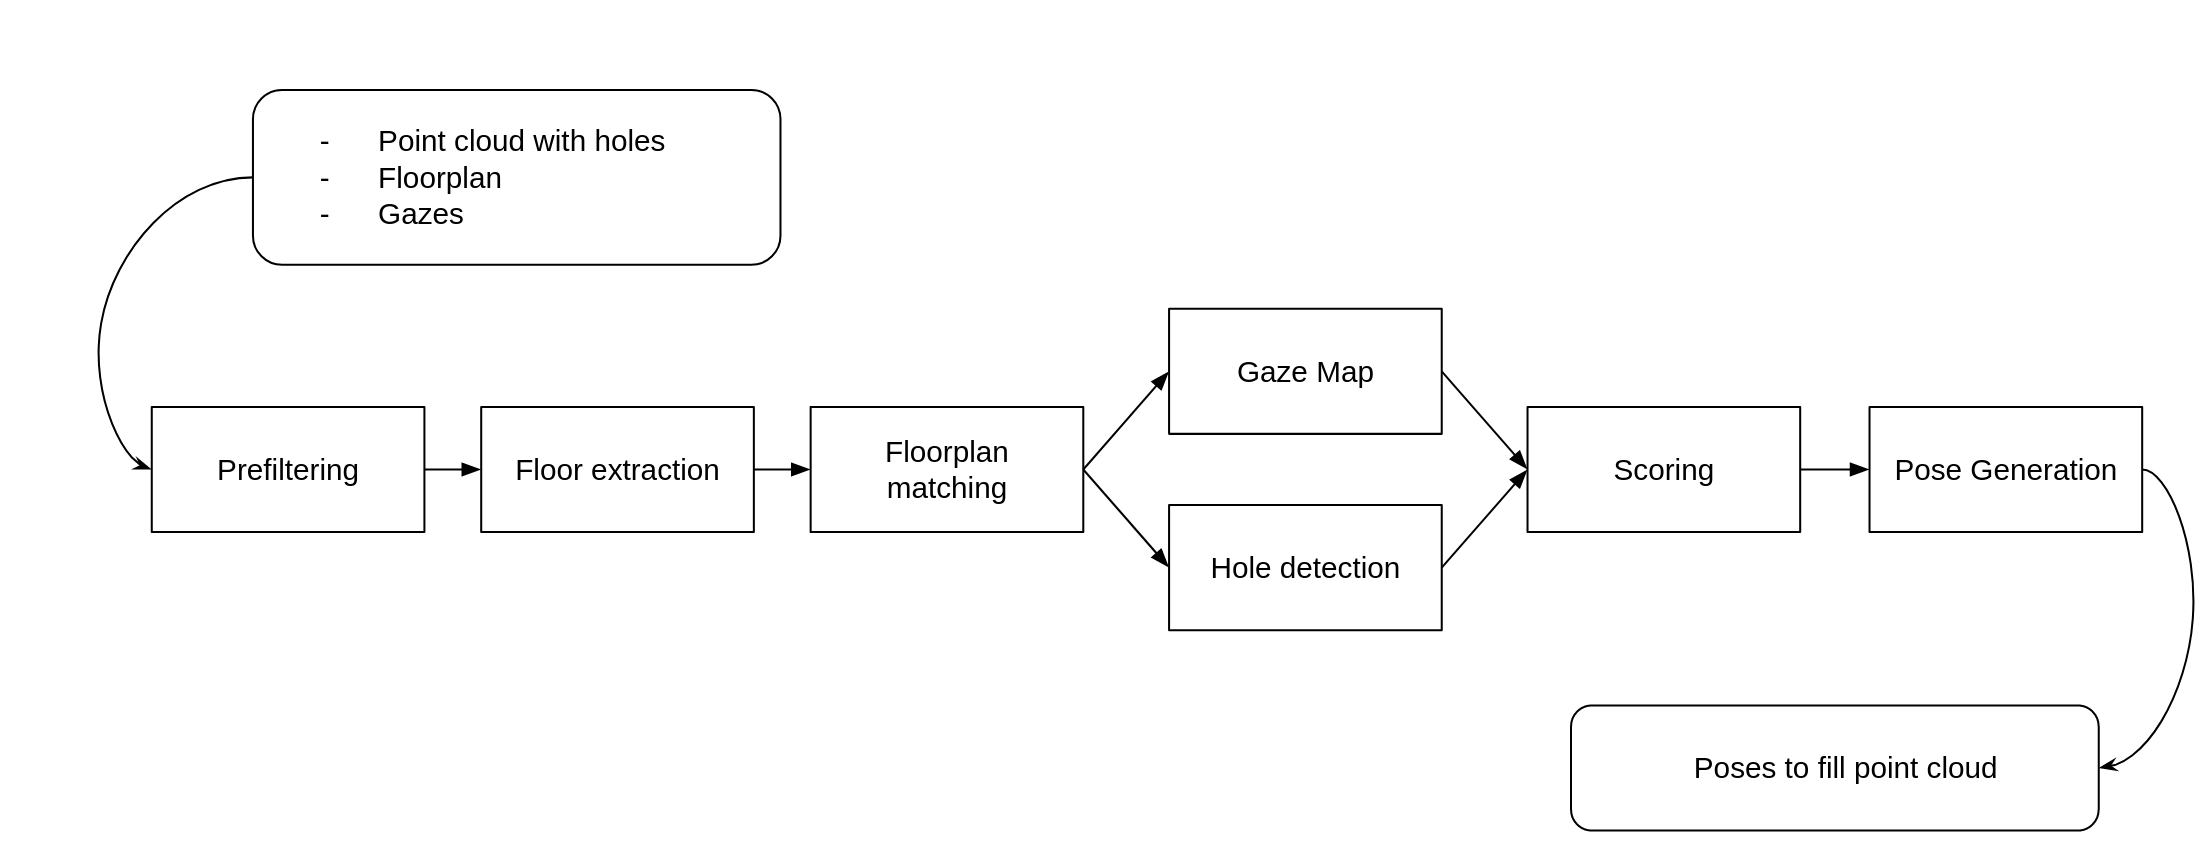 - Point cloud with holes
- Floorplan
- Gazes
Prefiltering
Floor extraction
Floorplan
matching
Gaze Map
Hole detection
Scoring
Pose Generation
Poses to fill point cloud